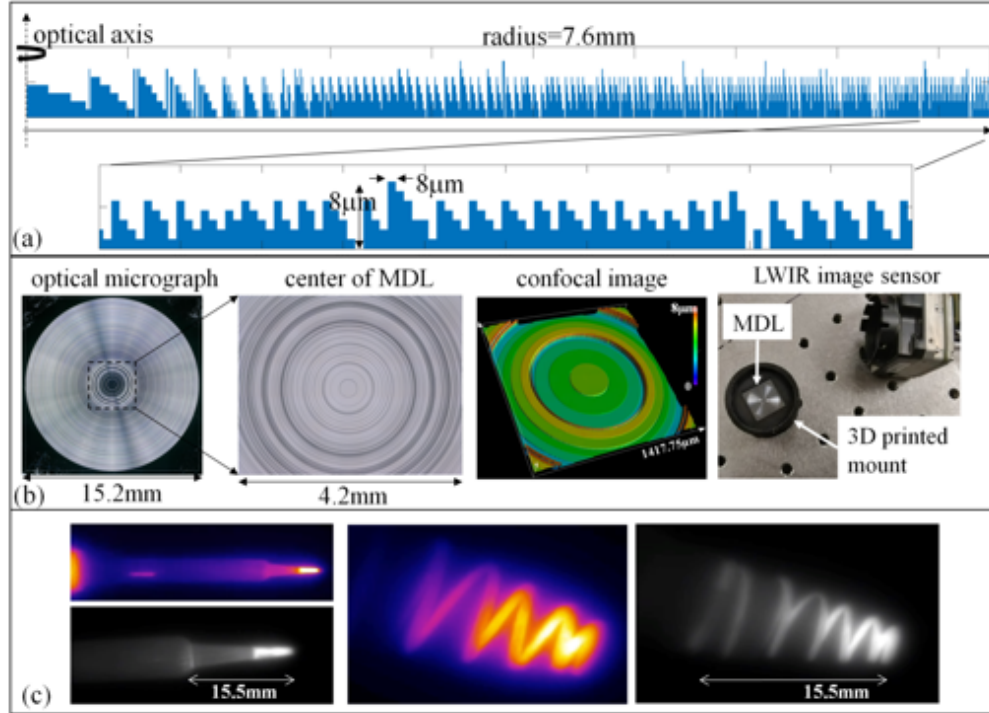 optical axis
radius=7.6mm
8μm
8μm
(a)
optical micrograph
center of MDL
confocal image
LWIR image sensor
8μm
0
MDL
1417.75μm
3D printed
mount
(b)
15.2mm
4.2mm
15.5mm
15.5mm
(c)